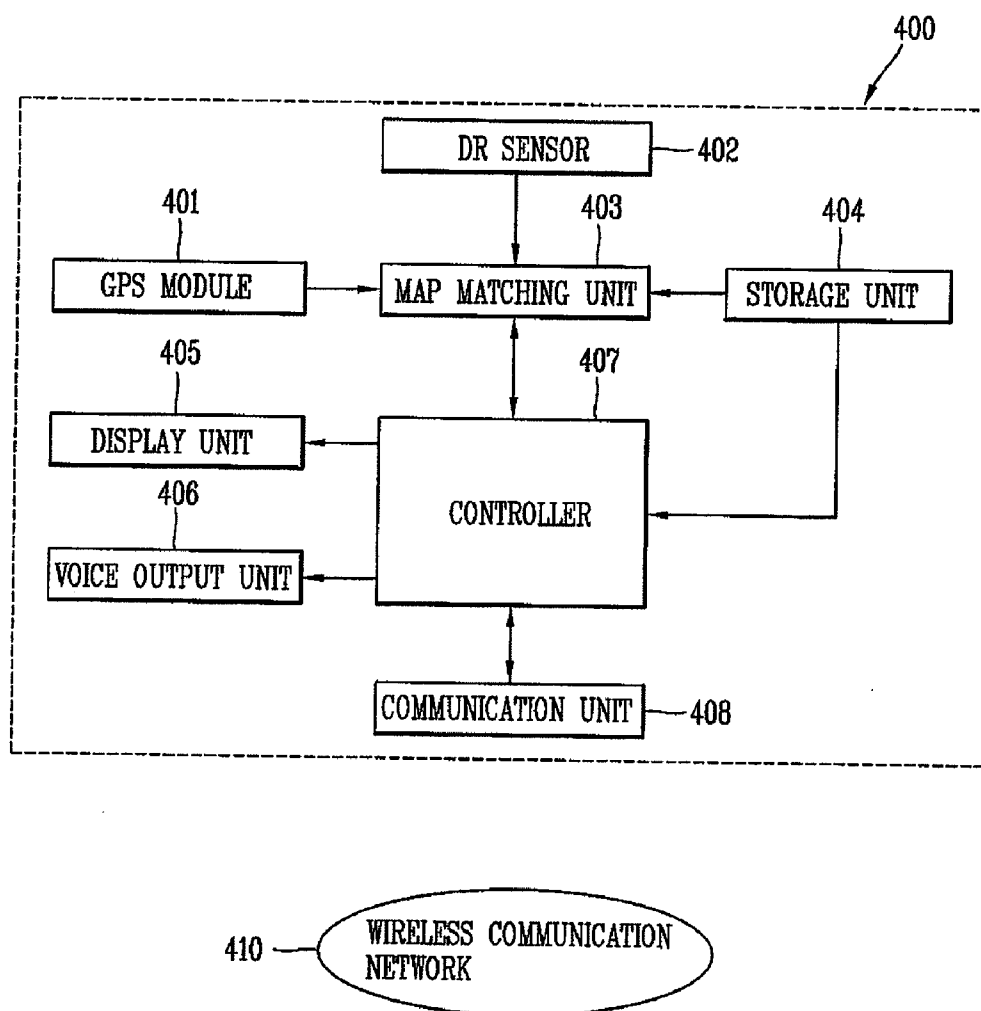 400
DR SENSOR
402
401
403
404
GPS MODULE
MAP MATCHING UNIT
STORAGE UNIT
405
407
DISPLAY UNIT
406
CONTROLLER
VOICE OUTPUT UNIT
COMMUNICATION UNIT
408
410
WIRELESS COMMUNICATION
NETWORK